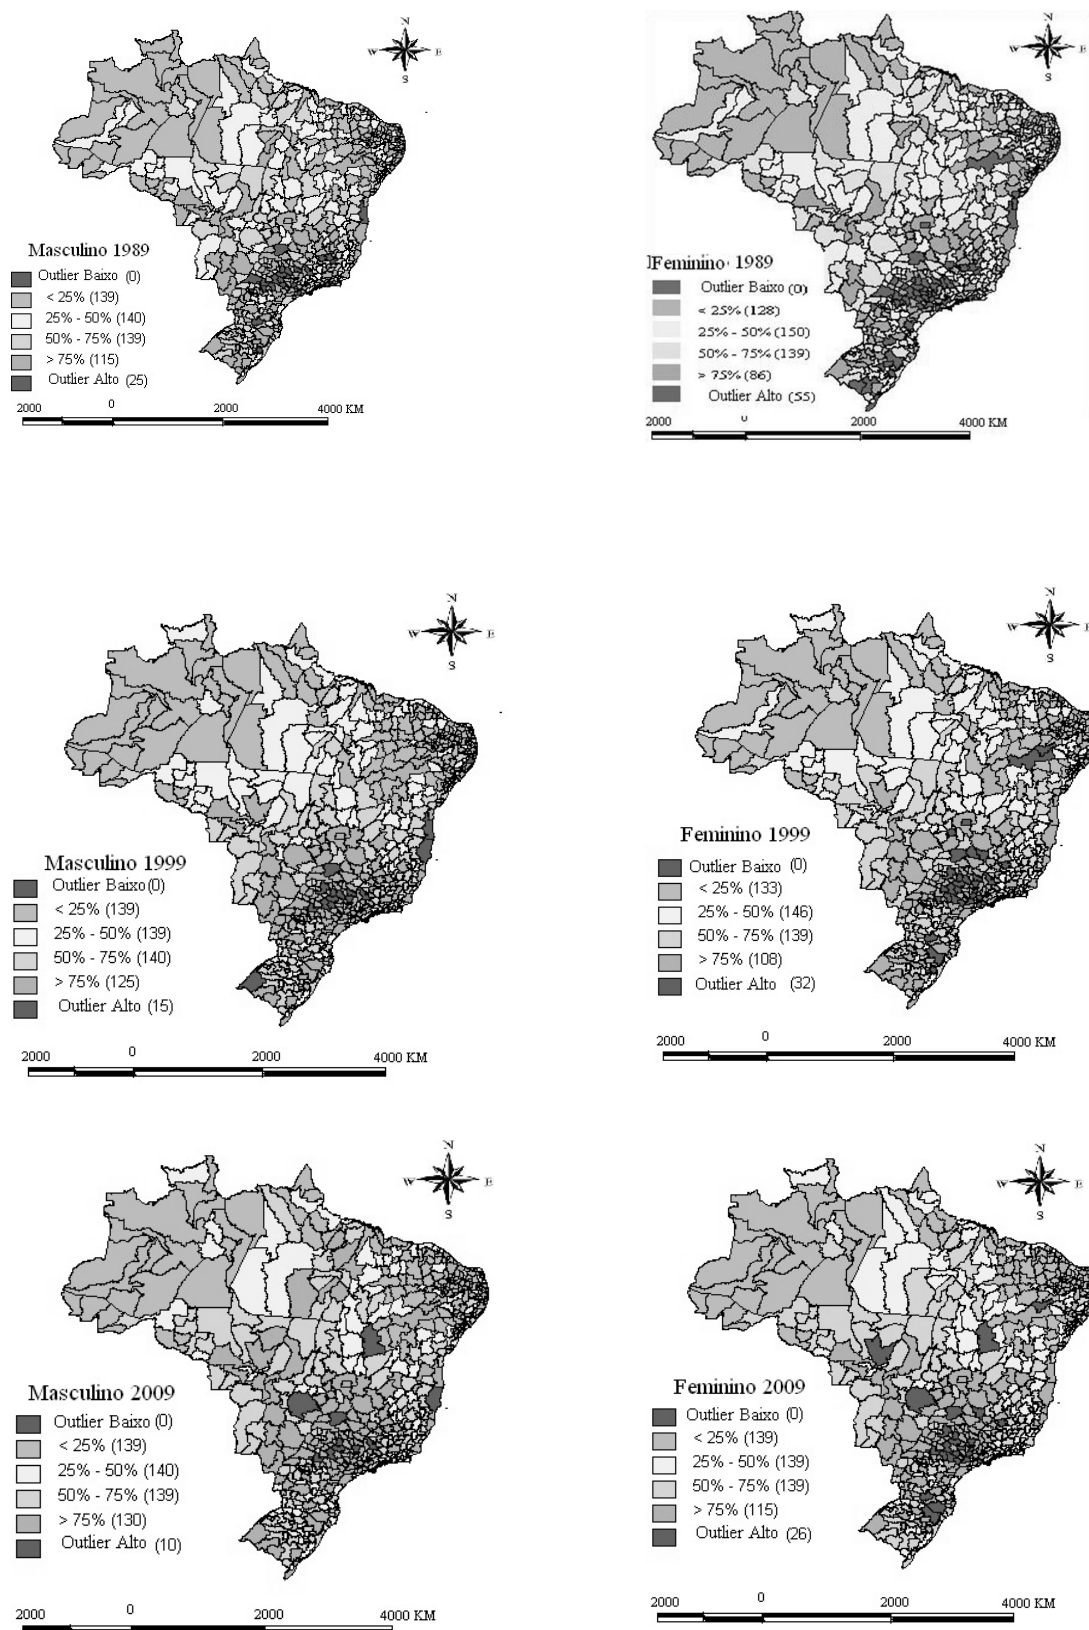 N
W E
S
Masculino 1989
Outlier Baixo (0)
< 25% (139)
25% - 50% (140)
50% - 75% (139)
> 75% (115)
Outlier Alto (25)
2000 0 2000 4000 KM
N
W E
S
Feminino 1989
Outlier Baixo (0)
< 25% (128)
25% - 50% (150)
50% - 75% (139)
> 75% (86)
Outlier Alto (55)
2000 0 2000 4000 KM
N
W E
S
Masculino 1999
Outlier Baixo (0)
< 25% (139)
25% - 50% (139)
50% - 75% (140)
> 75% (125)
Outlier Alto (15)
2000 0 2000 4000 KM
N
W E
S
Feminino 1999
Outlier Baixo (0)
< 25% (133)
25% - 50% (146)
50% - 75% (139)
> 75% (108)
Outlier Alto (32)
2000 0 2000 4000 KM
N
W E
S
Masculino 2009
Outlier Baixo (0)
< 25% (139)
25% - 50% (140)
50% - 75% (139)
> 75% (130)
Outlier Alto (10)
2000 0 2000 4000 KM
N
W E
S
Feminino 2009
Outlier Baixo (0)
< 25% (139)
25% - 50% (139)
50% - 75% (139)
> 75% (115)
Outlier Alto (26)
2000 0 2000 4000 KM